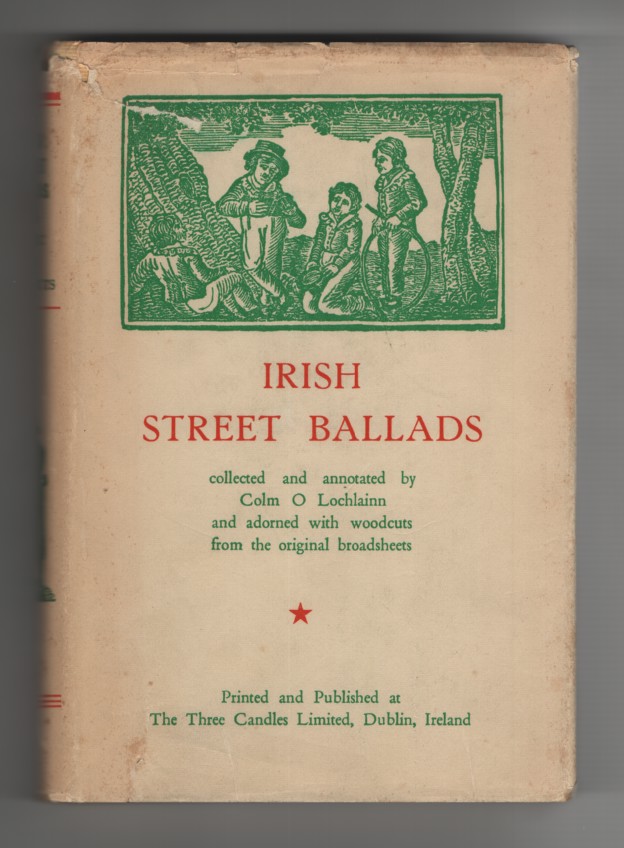 IRISH
STREET BALLADS
collected and annotated by
Colm O Lochlainn
and adorned with woodcuts
from the original broadsheets
Printed and Published at
The Three Candles Limited, Dublin, Ireland